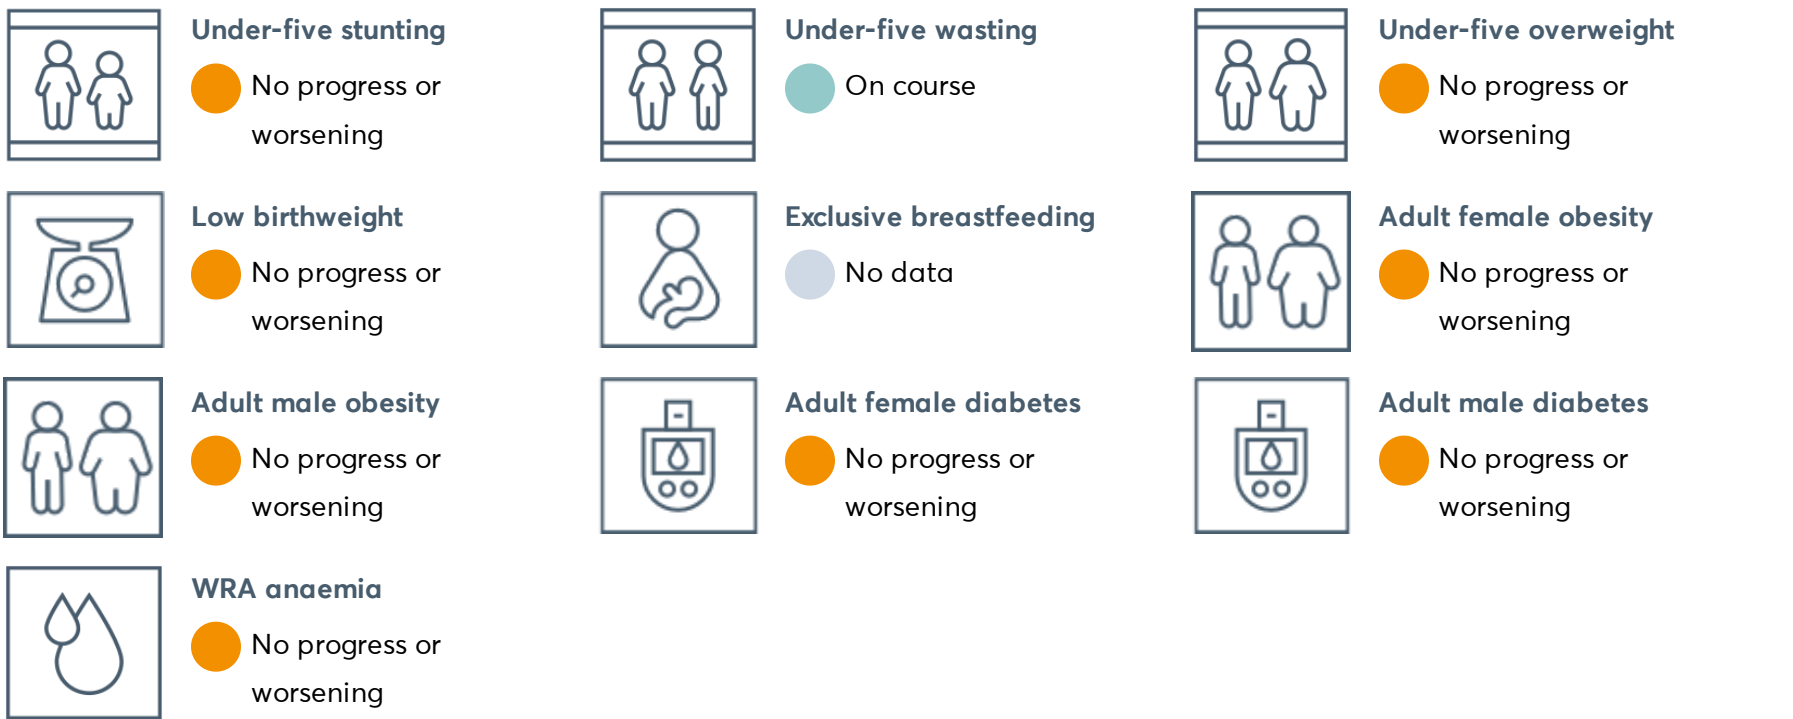 Under-five stunting
No progress or
worsening
Under-five wasting
On course
Under-five overweight
No progress or
worsening
Low birthweight
No progress or
worsening
Exclusive breastfeeding
No data
Adult female obesity
No progress or
worsening
Adult male obesity
No progress or
worsening
Adult female diabetes
No progress or
worsening
Adult male diabetes
No progress or
worsening
WRA anaemia
No progress or
worsening